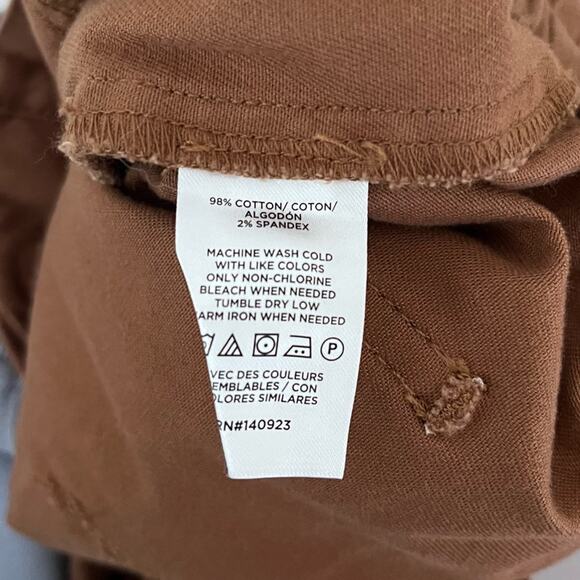 98% COTTON/ COTON/
ALGODÓN
2% SPANDEX
MACHINE WASH COLD
WITH LIKE COLORS
ONLY NON-CHLORINE
BLEACH WHEN NEEDED
TUMBLE DRY LOW
ARM IRON WHEN NEEDED
P
VEC DES COULEURS
EMBLABLES / CON
OLORES SIMILARES
RN#140923